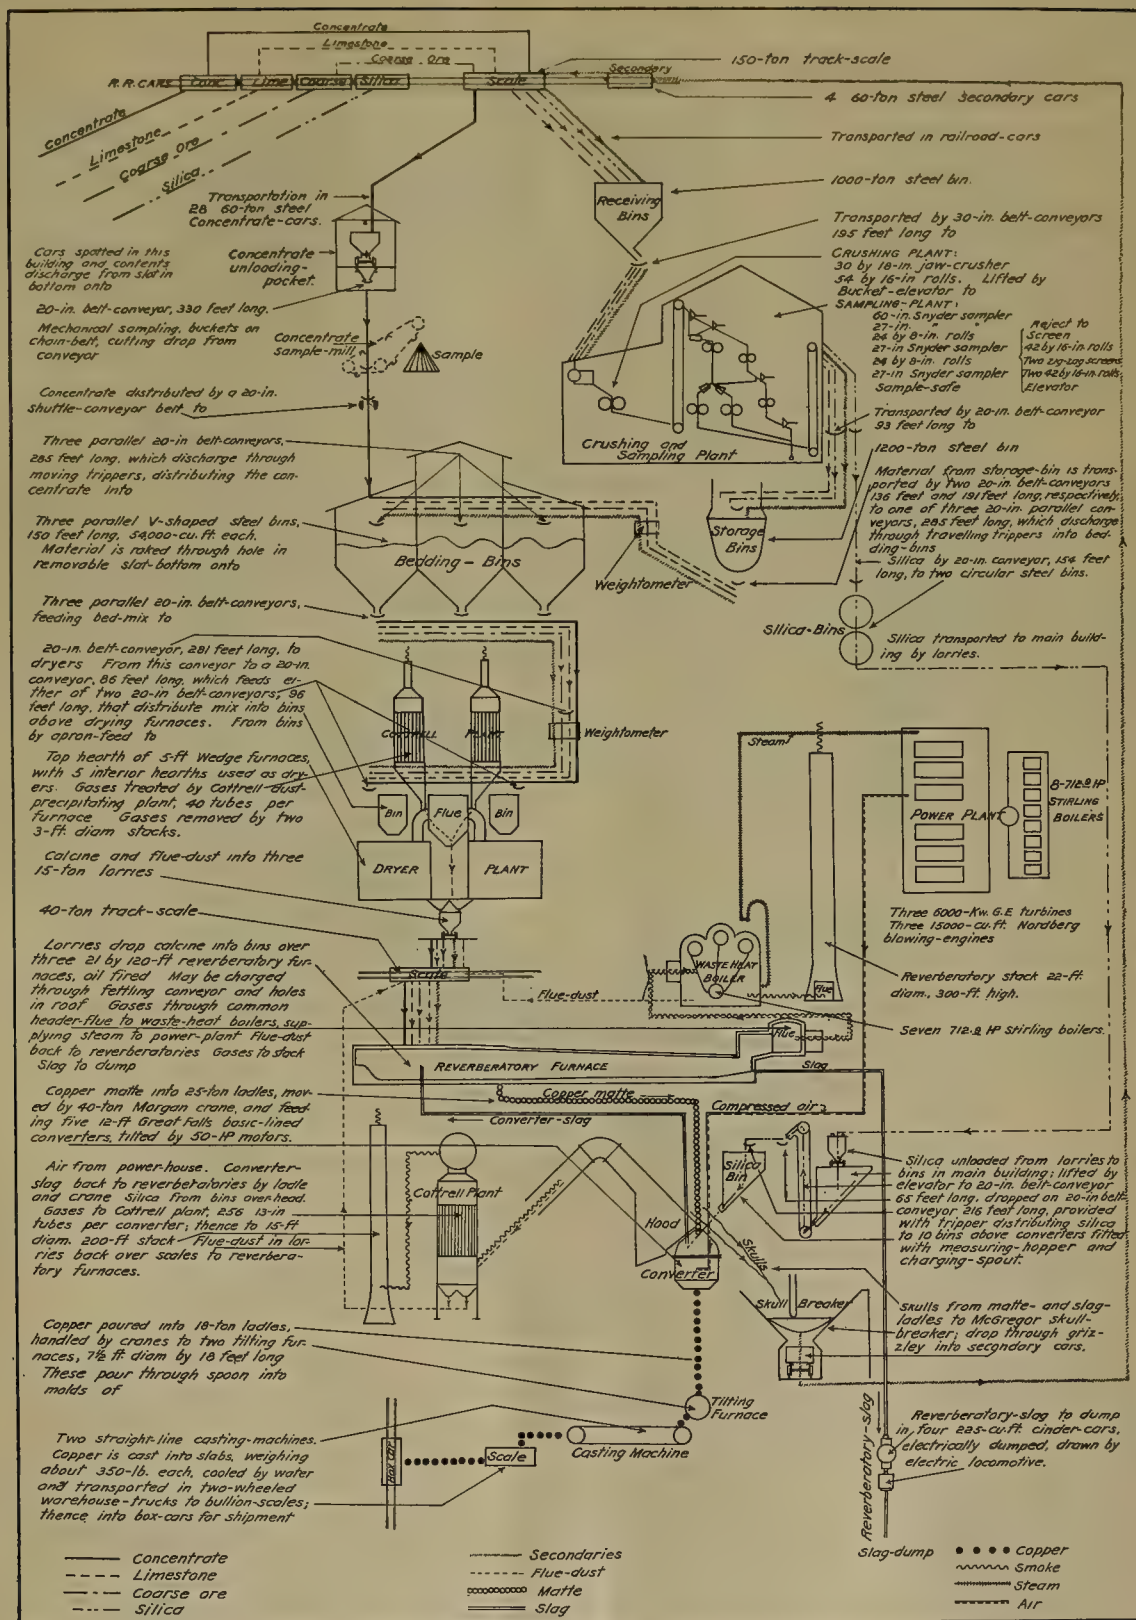 Concentrate
Limestone
Coarse Ore
R.R.CARS
Conc
Lime
Coarse
Silica
Scale
Secondary
150-ton track-scale
4 60-ton steel secondary cars
Concentrate
Limestone
Coarse ore
Silica
Transported in railroad-cars
1000-ton steel bin.
Receiving
Bins
Transportation in
28 60-ton steel
Concentrate-cars.
Cars spotted in this
building and contents
discharge from slot in
bottom onto
Concentrate
unloading-
pocket.
20-in. belt-conveyor, 330 feet long.
Mechanical sampling, buckets on
chain-belt, cutting drop from
conveyor
Concentrate
sample-mill
Sample
Transported by 30-in. belt-conveyors
195 feet long to
CRUSHING PLANT:
30 by 18-in. jaw-crusher
54 by 16-in rolls. Lifted by
Bucket-elevator to
SAMPLING-PLANT:
60-in. Snyder sampler
27-in. " "
24 by 8-in. rolls
27-in Snyder sampler
24 by 8-in. rolls
27-in Snyder sampler
Sample-safe
Reject to
Screen
42 by 16-in. rolls
Two zig-zag screens
Two 42 by 16-in. rolls
Elevator
Crushing and
Sampling Plant
Transported by 20-in. belt-conveyor
93 feet long to
1200-ton steel bin
Material from storage-bin is trans-
ported by two 20-in. belt-conveyors
136 feet and 191 feet long, respectively,
to one of three 20-in. parallel con-
veyors, 285 feet long, which discharge
through travelling trippers into bed-
ding-bins
Silica by 20-in. conveyor, 154 feet
long, to two circular steel bins.
Storage
Bins
Silica-Bins
Silica transported to main build-
ing by lorries.
Concentrate distributed by a 20-in.
shuttle-conveyor belt to
Three parallel 20-in belt-conveyors,
285 feet long, which discharge through
moving trippers, distributing the con-
centrate into
Three parallel V-shaped steel bins,
150 feet long, 54,000-cu. ft. each.
Material is raked through hole in
removable slat-bottom onto
Bedding-Bins
Weightometer
Three parallel 20-in. belt-conveyors,
feeding bed-mix to
20-in. belt-conveyor, 281 feet long, to
dryers From this conveyor to a 20-in.
conveyor, 86 feet long, which feeds ei-
ther of two 20-in belt-conveyors, 96
feet long, that distribute mix into bins
above drying furnaces. From bins
by apron-feed to
COTTRELL
PLANT
Weightometer
Top hearth of 5-ft Wedge furnaces,
with 5 interior hearths used as dry-
ers. Gases treated by Cottrell dust-
precipitating plant, 40 tubes per
furnace Gases removed by two
3-ft. diam stacks.
Bin
Flue
Bin
DRYER
PLANT
Calcine and flue-dust into three
15-ton lorries
40-ton track-scale
Scale
Steam
POWER PLANT
8-712.9 HP
STIRLING
BOILERS
Three 6000-Kw. G.E turbines
Three 15000-cu.ft. Nordberg
blowing-engines
Reverberatory stack 22-ft.
diam., 300-ft. high.
WASTE HEAT
BOILER
Flue
Flue-dust
Seven 712.9 HP Stirling boilers.
Lorries drop calcine into bins over
three 21 by 120-ft reverberatory fur-
naces, oil fired May be charged
through fettling conveyor and holes
in roof Gases through common
header-flue to waste-heat boilers, sup-
plying steam to power-plant Flue-dust
back to reverberatories Gases to stack
Slag to dump
REVERBERATORY FURNACE
Flue
Slag
Copper matte into 25-ton ladles, mov-
ed by 40-ton Morgan crane, and feed-
ing five 12-ft Great Falls basic-lined
converters, tilted by 50-HP motors.
Copper matte
Converter-slag
Compressed air
Air from power-house. Converter-
slag back to reverberatories by ladle
and crane Silica from bins overhead.
Gases to Cottrell plant, 256 13-in
tubes per converter; thence to 15-ft
diam. 200-ft stack Flue-dust in lor-
ries back over scales to reverbera-
tory furnaces.
Cottrell Plant
Silica
Bin
Hood
Converter
Skulls
Silica unloaded from lorries to
bins in main building; lifted by
elevator to 20-in. belt-conveyor
65 feet long, dropped on 20-in belt-
conveyor 216 feet long, provided
with tripper distributing silica
to 10 bins above converters fitted
with measuring-hopper and
charging-spout.
Skull Breaker
skulls from matte- and slag-
ladles to McGregor skull-
breaker; drop through griz-
zley into secondary cars.
Copper poured into 18-ton ladles,
handled by cranes to two tilting fur-
naces, 7½ ft. diam by 18 feet long
These pour through spoon into
molds of
Tilting
Furnace
Two straight-line casting-machines.
Copper is cast into slabs, weighing
about 350-lb. each, cooled by water
and transported in two-wheeled
warehouse-trucks to bullion-scales;
thence into box-cars for shipment
Box Car
Scale
Casting Machine
Reverberatory-slag
Reverberatory-slag to dump
in four 225-cu.ft. cinder-cars,
electrically dumped, drawn by
electric locomotive.
Slag-dump
Concentrate
Limestone
Coarse ore
Silica
Secondaries
Flue-dust
Matte
Slag
Copper
Smoke
Steam
Air